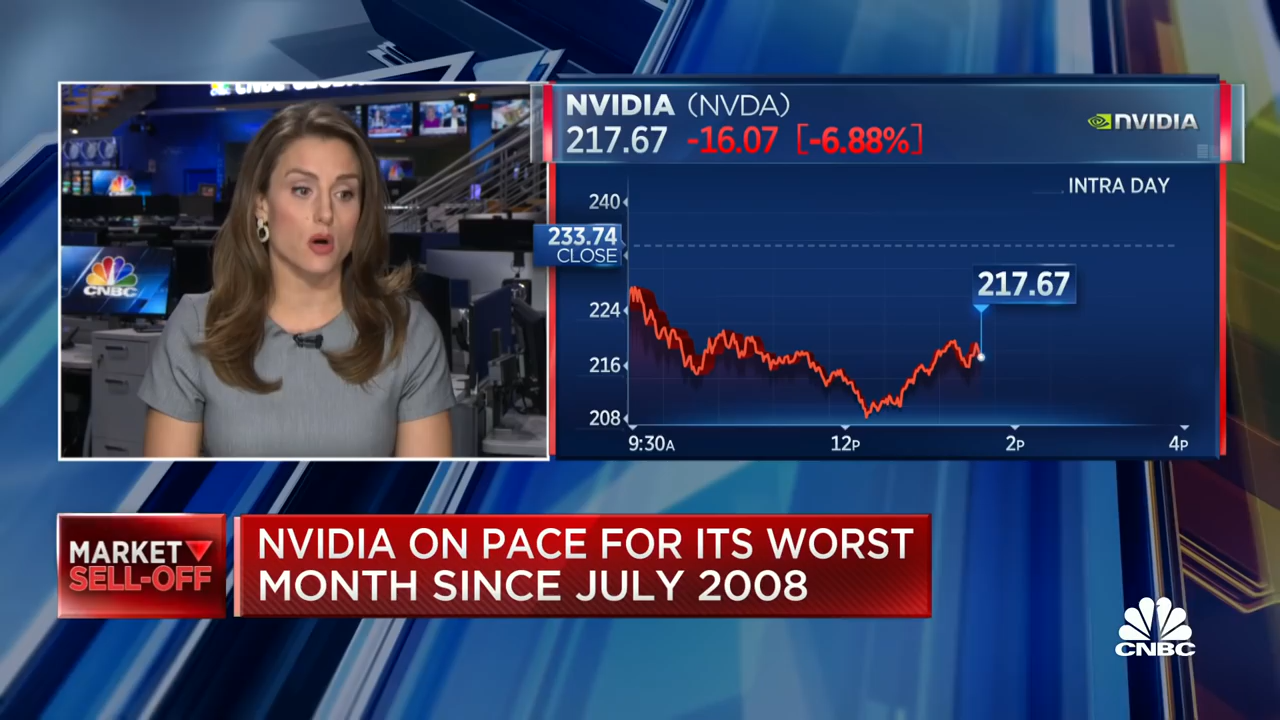 CNBC
NVIDIA (NVDA)
217.67 -16.07 [-6.88%]
NVIDIA
INTRA DAY
240
233.74
CLOSE
224
216
208
217.67
9:30A 12P 2P 4P
MARKET
SELL-OFF
NVIDIA ON PACE FOR ITS WORST
MONTH SINCE JULY 2008
CNBC